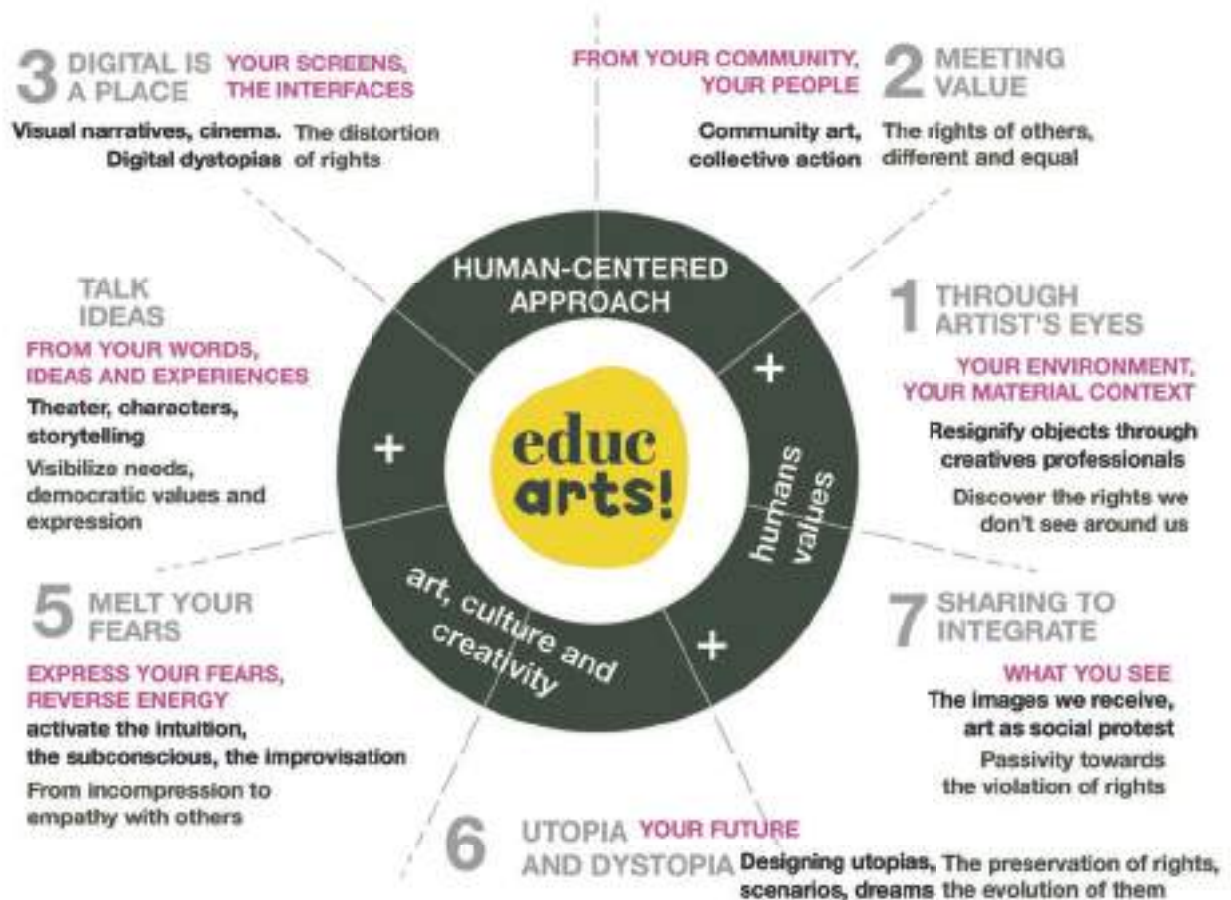 3 DIGITAL IS A PLACE
YOUR SCREENS,
THE INTERFACES
Visual narratives, cinema.
Digital dystopias
The distortion
of rights
FROM YOUR COMMUNITY,
YOUR PEOPLE
Community art,
collective action
2 MEETING
VALUE
The rights of others,
different and equal
TALK
IDEAS
FROM YOUR WORDS,
IDEAS AND EXPERIENCES
Theater, characters,
storytelling
Visibilize needs,
democratic values and
expression
HUMAN-CENTERED
APPROACH
+
educ
arts!
+
humans
values
+
art, culture and
creativity
1 THROUGH
ARTIST'S EYES
YOUR ENVIRONMENT,
YOUR MATERIAL CONTEXT
Resignify objects through
creatives professionals
Discover the rights we
don't see around us
5 MELT YOUR
FEARS
EXPRESS YOUR FEARS,
REVERSE ENERGY
activate the intuition,
the subconscious, the improvisation
From incompression to
empathy with others
7 SHARING TO
INTEGRATE
WHAT YOU SEE
The images we receive,
art as social protest
Passivity towards
the violation of rights
6 UTOPIA
AND DYSTOPIA
YOUR FUTURE
Designing utopias,
scenarios, dreams
The preservation of rights,
the evolution of them